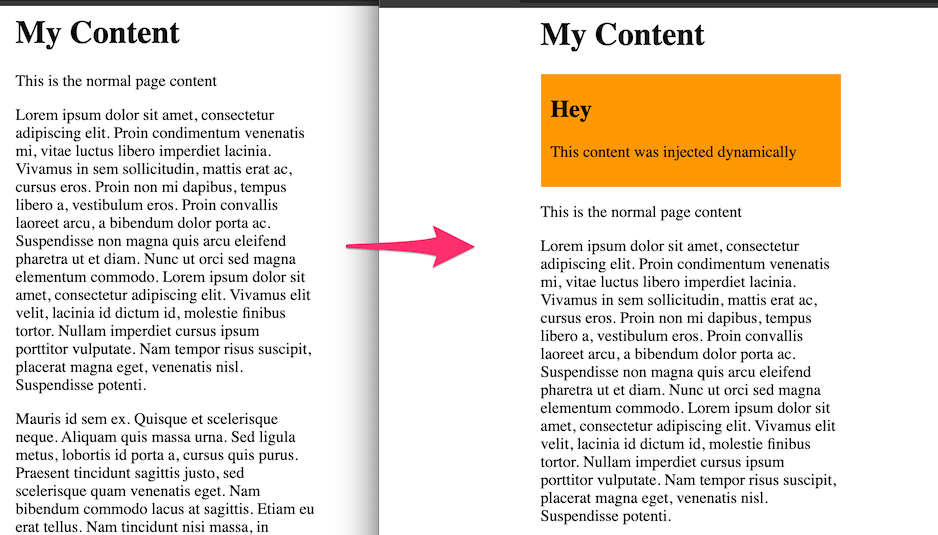 My Content
This is the normal page content
Lorem ipsum dolor sit amet, consectetur
adipiscing elit. Proin condimentum venenatis
mi, vitae luctus libero imperdiet lacinia.
Vivamus in sem sollicitudin, mattis erat ac,
cursus eros. Proin non mi dapibus, tempus
libero a, vestibulum eros. Proin convallis
laoreet arcu, a bibendum dolor porta ac.
Suspendisse non magna quis arcu eleifend
pharetra ut et diam. Nunc ut orci sed magna
elementum commodo. Lorem ipsum dolor sit
amet, consectetur adipiscing elit. Vivamus elit
velit, lacinia id dictum id, molestie finibus
tortor. Nullam imperdiet cursus ipsum
porttitor vulputate. Nam tempor risus suscipit,
placerat magna eget, venenatis nisl.
Suspendisse potenti.
Mauris id sem ex. Quisque et scelerisque
neque. Aliquam quis massa urna. Sed ligula
metus, lobortis id porta a, cursus quis purus.
Praesent tincidunt sagittis justo, sed
scelerisque quam venenatis eget. Nam
bibendum commodo lacus at sagittis. Etiam eu
erat tellus. Nam tincidunt nisi massa, in
My Content
Hey
This content was injected dynamically
This is the normal page content
Lorem ipsum dolor sit amet, consectetur
adipiscing elit. Proin condimentum venenatis
mi, vitae luctus libero imperdiet lacinia.
Vivamus in sem sollicitudin, mattis erat ac,
cursus eros. Proin non mi dapibus, tempus
libero a, vestibulum eros. Proin convallis
laoreet arcu, a bibendum dolor porta ac.
Suspendisse non magna quis arcu eleifend
pharetra ut et diam. Nunc ut orci sed magna
elementum commodo. Lorem ipsum dolor sit
amet, consectetur adipiscing elit. Vivamus elit
velit, lacinia id dictum id, molestie finibus
tortor. Nullam imperdiet cursus ipsum
porttitor vulputate. Nam tempor risus suscipit,
placerat magna eget, venenatis nisl.
Suspendisse potenti.